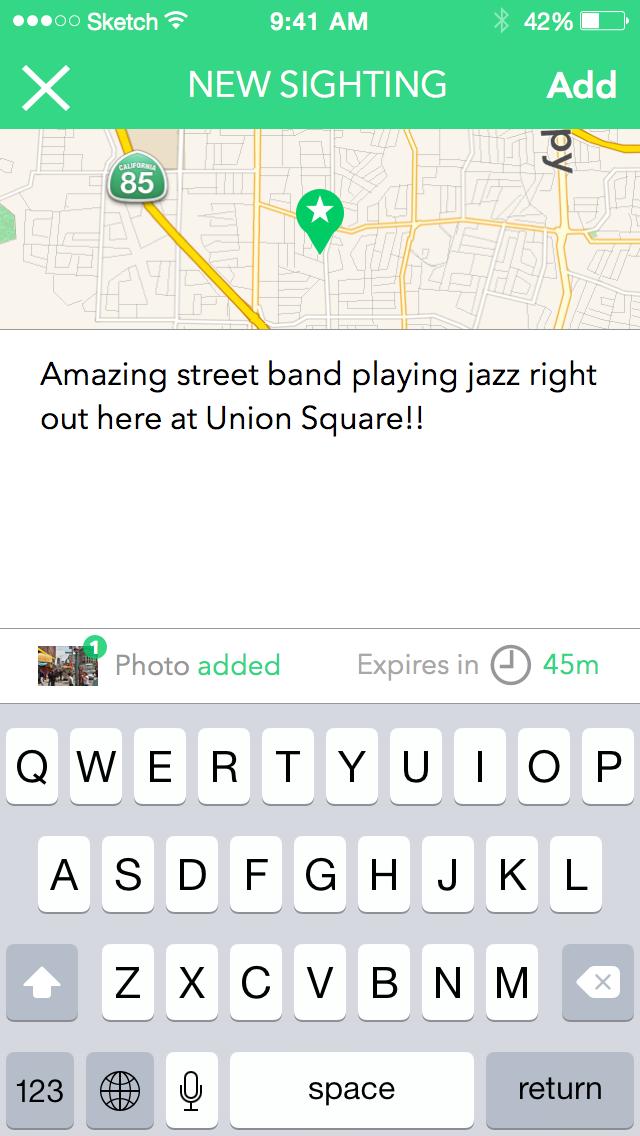 Sketch 9:41 AM 42%
NEW SIGHTING Add
CALIFORNIA
85
py
Amazing street band playing jazz right
out here at Union Square!!
1
Photo added Expires in 45m
Q W E R T Y U I O P
A S D F G H J K L
Z X C V B N M
123 space return